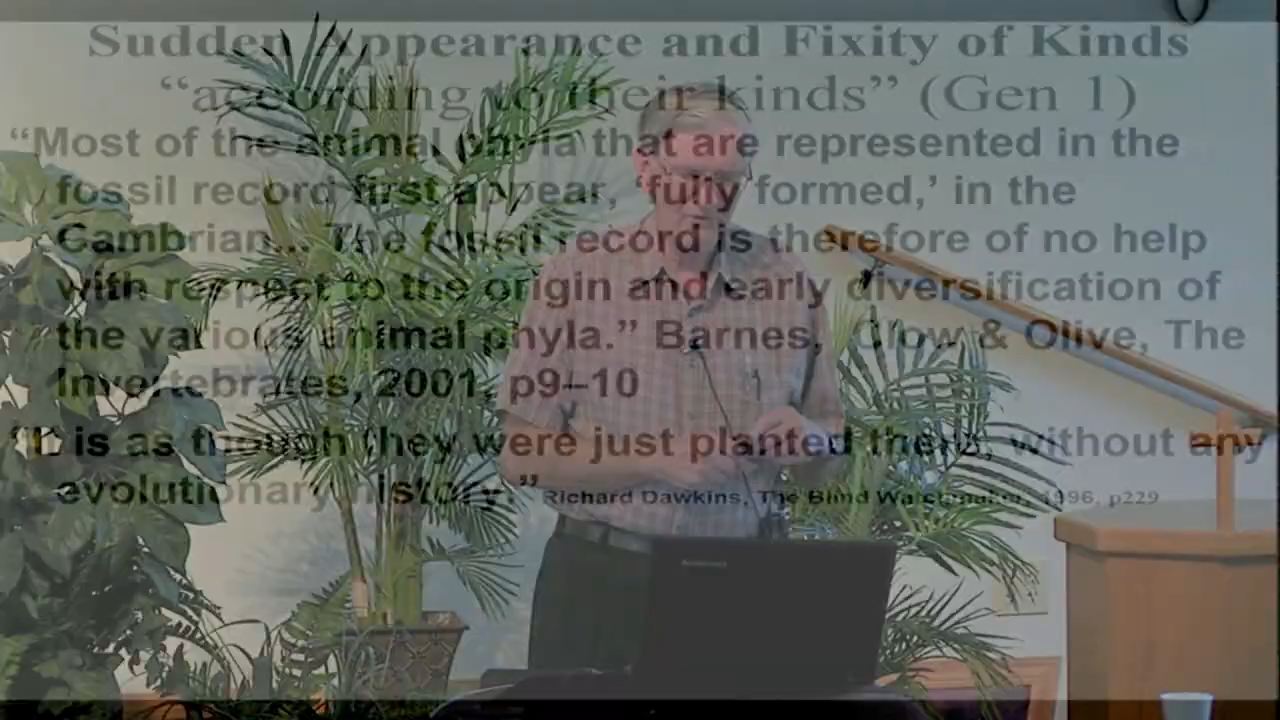 Sudden Appearance and Fixity of Kinds
“according to their kinds” (Gen 1)
“Most of the animal phyla that are represented in the
fossil record first appear, ‘fully formed,’ in the
Cambrian... The fossil record is therefore of no help
with respect to the origin and early diversification of
the various animal phyla.” Barnes, Clow & Olive, The
Invertebrates, 2001, p9–10
“It is as though they were just planted there, without any
evolutionary history.” Richard Dawkins, The Blind Watchmaker, 1996, p229